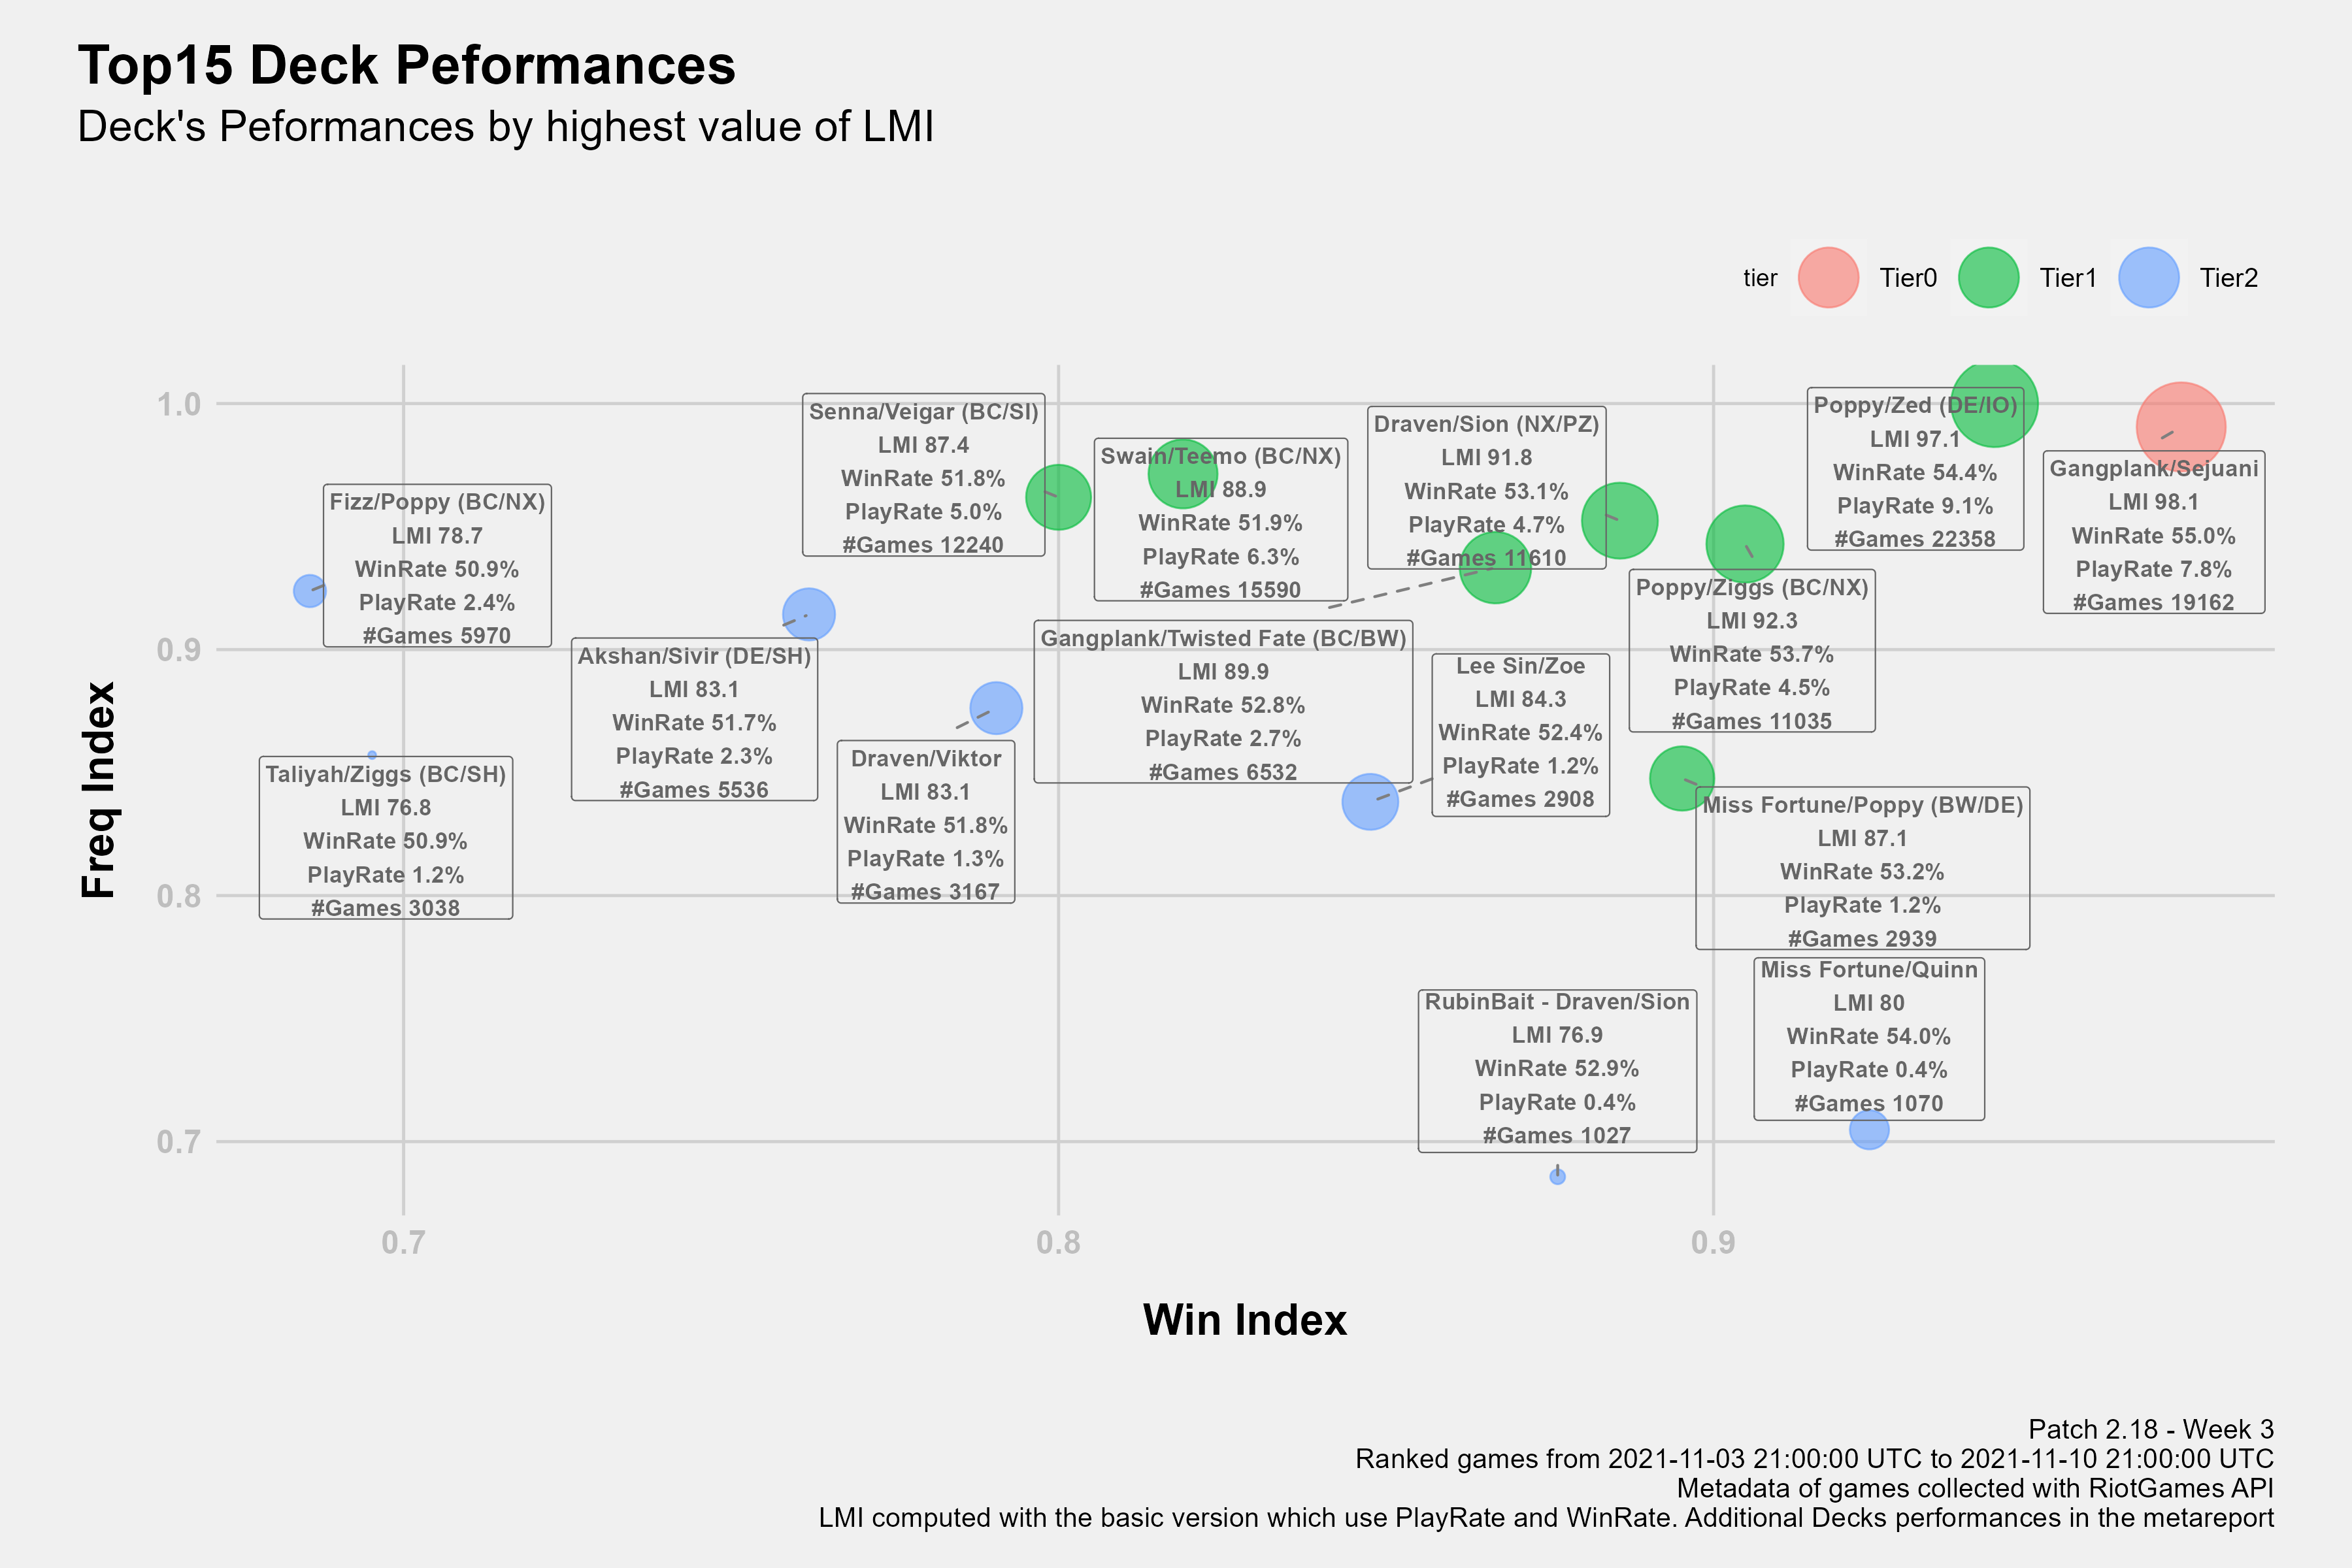 Top15 Deck Peformances
Deck's Peformances by highest value of LMI
tier
Tier0
Tier1
Tier2
Freq Index
1.0
0.9
0.8
0.7
Senna/Veigar (BC/SI)
LMI 87.4
WinRate 51.8%
PlayRate 5.0%
#Games 12240
Swain/Teemo (BC/NX)
LMI 88.9
WinRate 51.9%
PlayRate 6.3%
#Games 15590
Draven/Sion (NX/PZ)
LMI 91.8
WinRate 53.1%
PlayRate 4.7%
#Games 11610
Poppy/Zed (DE/IO)
LMI 97.1
WinRate 54.4%
PlayRate 9.1%
#Games 22358
Gangplank/Sejuani
LMI 98.1
WinRate 55.0%
PlayRate 7.8%
#Games 19162
Fizz/Poppy (BC/NX)
LMI 78.7
WinRate 50.9%
PlayRate 2.4%
#Games 5970
Akshan/Sivir (DE/SH)
LMI 83.1
WinRate 51.7%
PlayRate 2.3%
#Games 5536
Gangplank/Twisted Fate (BC/BW)
LMI 89.9
WinRate 52.8%
PlayRate 2.7%
#Games 6532
Lee Sin/Zoe
LMI 84.3
WinRate 52.4%
PlayRate 1.2%
#Games 2908
Poppy/Ziggs (BC/NX)
LMI 92.3
WinRate 53.7%
PlayRate 4.5%
#Games 11035
Taliyah/Ziggs (BC/SH)
LMI 76.8
WinRate 50.9%
PlayRate 1.2%
#Games 3038
Draven/Viktor
LMI 83.1
WinRate 51.8%
PlayRate 1.3%
#Games 3167
Miss Fortune/Poppy (BW/DE)
LMI 87.1
WinRate 53.2%
PlayRate 1.2%
#Games 2939
RubinBait - Draven/Sion
LMI 76.9
WinRate 52.9%
PlayRate 0.4%
#Games 1027
Miss Fortune/Quinn
LMI 80
WinRate 54.0%
PlayRate 0.4%
#Games 1070
0.7
0.8
0.9
Win Index
Patch 2.18 - Week 3
Ranked games from 2021-11-03 21:00:00 UTC to 2021-11-10 21:00:00 UTC
Metadata of games collected with RiotGames API
LMI computed with the basic version which use PlayRate and WinRate. Additional Decks performances in the metareport